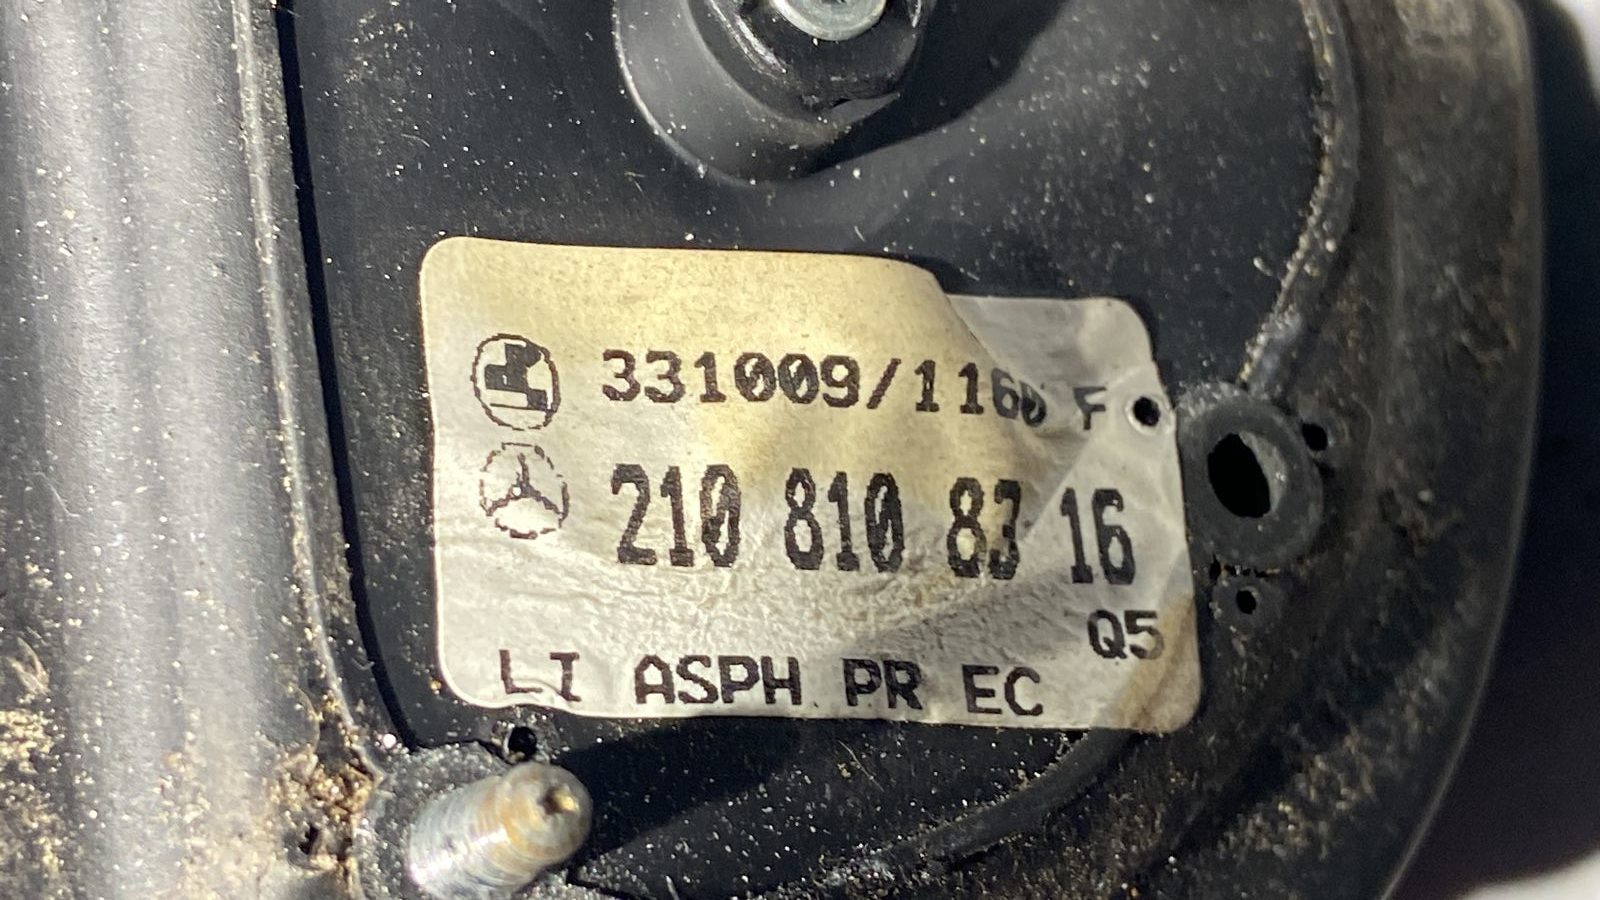 331009/1160 F
210 810 83 16
Q5
LI ASPH PR EC